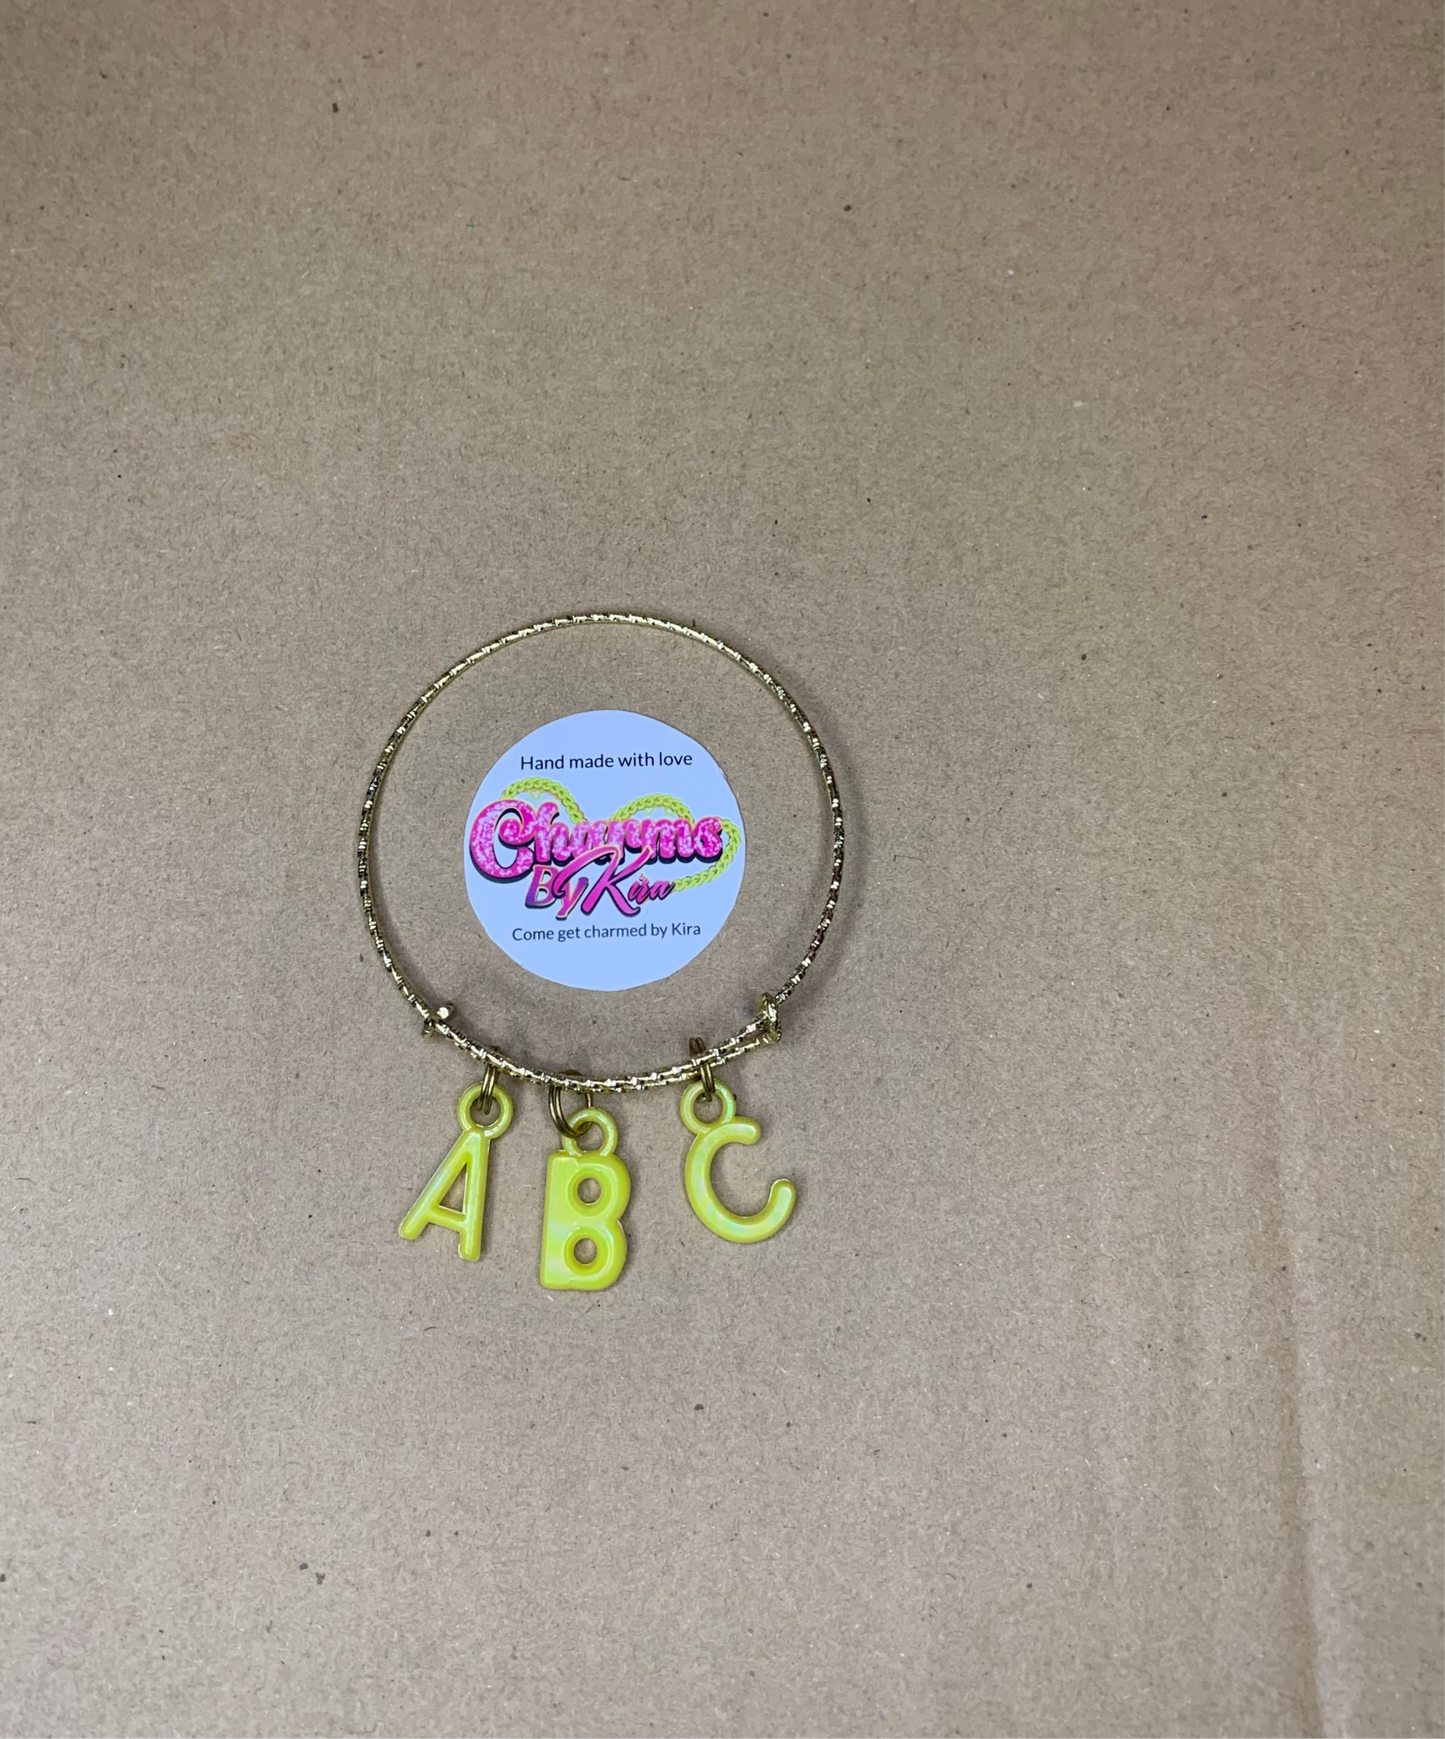 Hand made with love
Charms
By Kira
Come get charmed by Kira
A B C